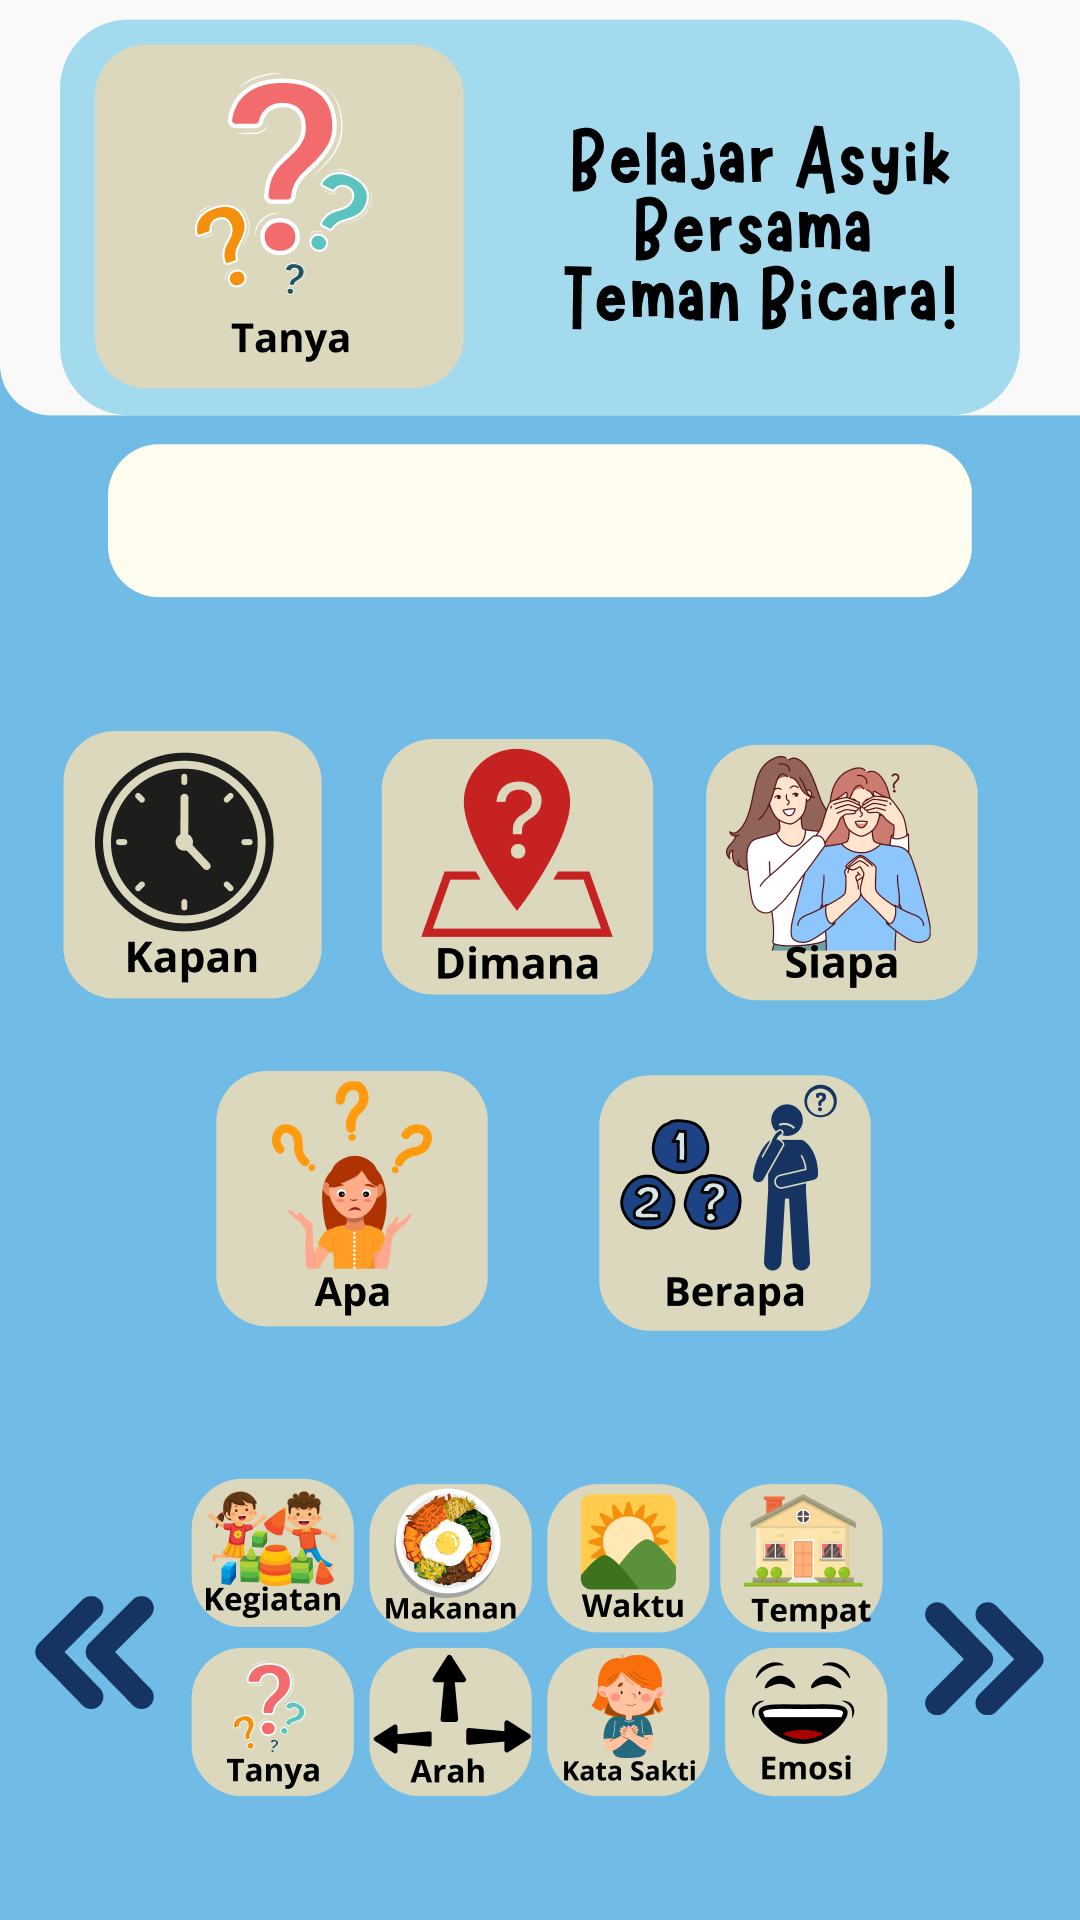 Tanya
Belajar Asyik
Bersama
Teman Bicara!
Kapan
Dimana
?
Siapa
Apa
?
1
2 ?
Berapa
Kegiatan
Makanan
Waktu
Tempat
Tanya
Arah
Kata Sakti
Emosi